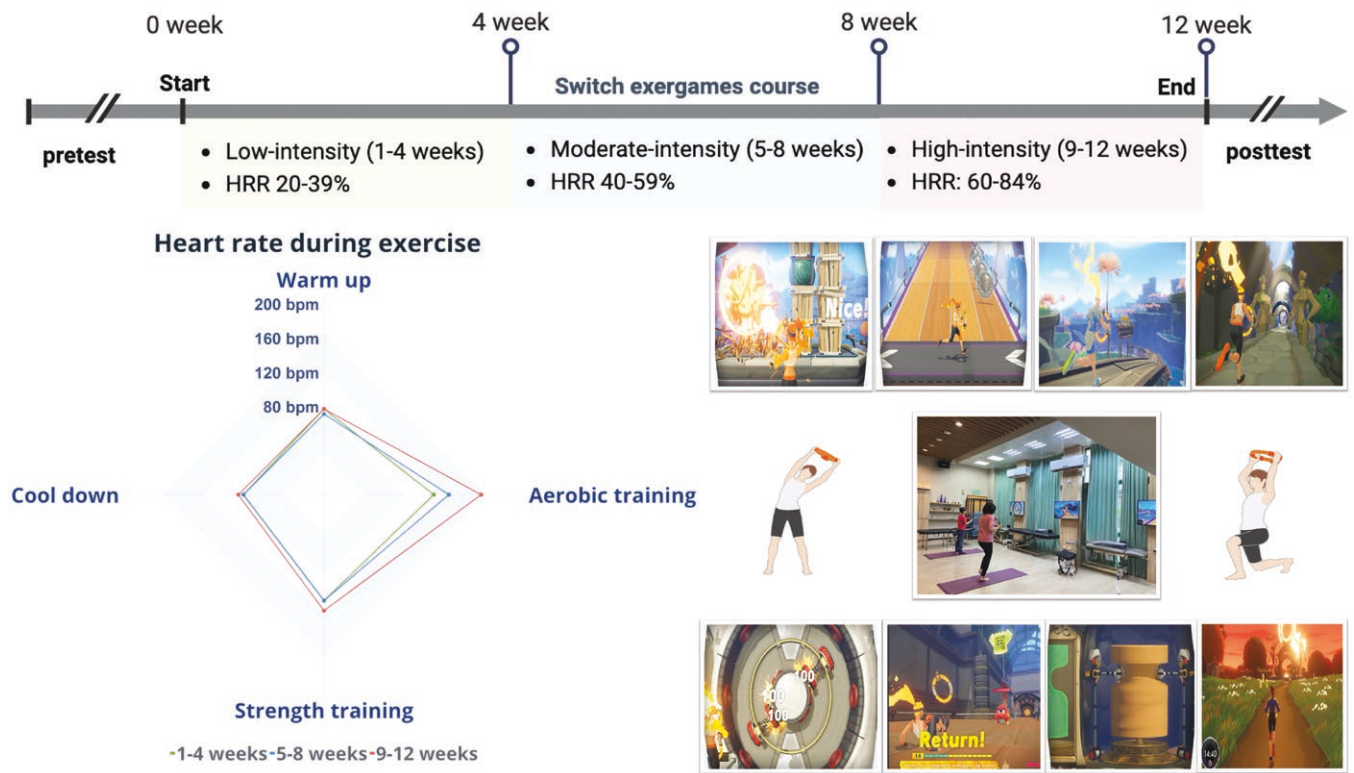 0 week
4 week
8 week
12 week
Start
Switch exergames course
End
pretest
• Low-intensity (1-4 weeks)
• HRR 20-39%
• Moderate-intensity (5-8 weeks)
• HRR 40-59%
• High-intensity (9-12 weeks)
• HRR: 60-84%
posttest
Heart rate during exercise
Warm up
200 bpm
160 bpm
120 bpm
80 bpm
Cool down
Aerobic training
Strength training
1-4 weeks 5-8 weeks 9-12 weeks
Nice!
100
100
100
Return!
12
14:40